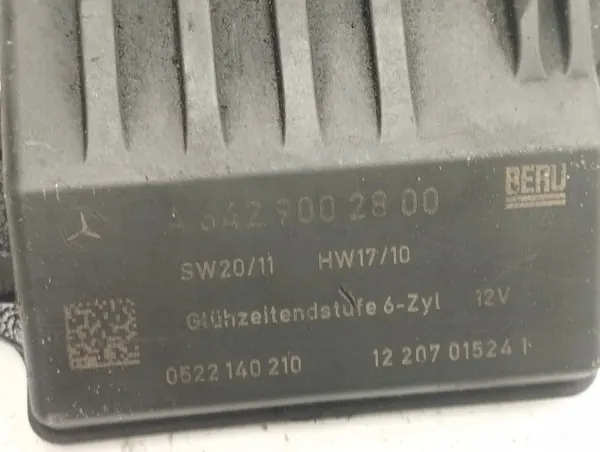 BERU
A 642 900 28 00
SW20/11 HW17/10
Glühzeitendstufe 6-Zyl 12V
0522 140 210 12 207 01524 1